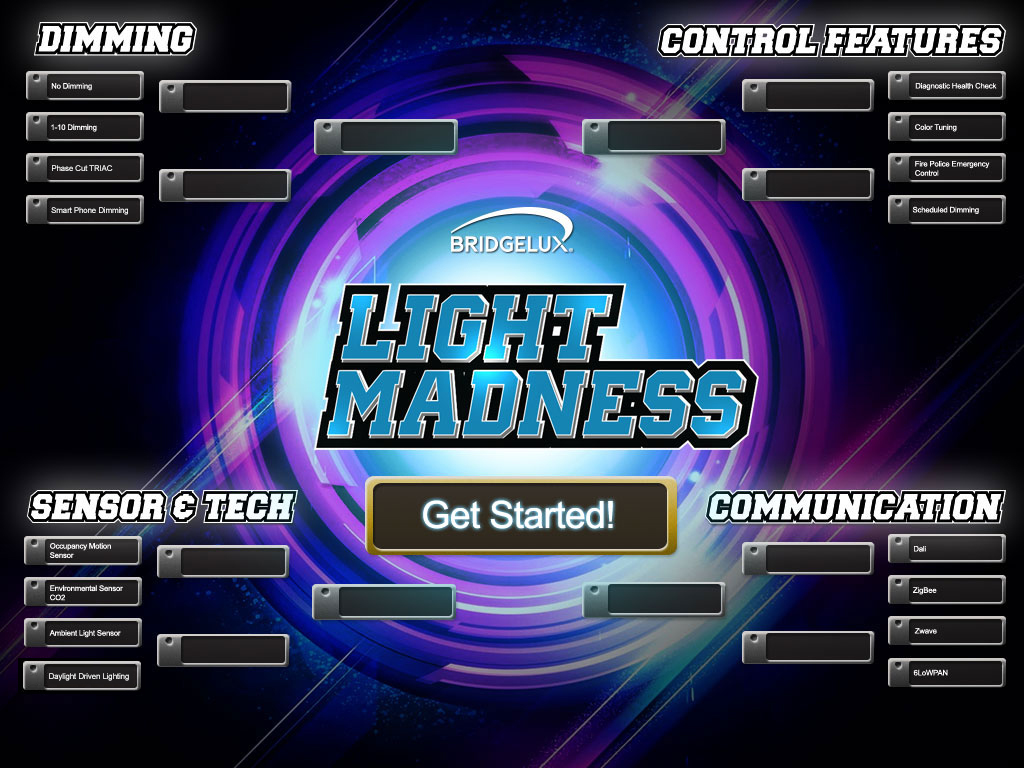 DIMMING
No Dimming
1-10 Dimming
Phase Cut TRIAC
Smart Phone Dimming
CONTROL FEATURES
Diagnostic Health Check
Color Tuning
Fire Police Emergency
Control
Scheduled Dimming
BRIDGELUX
LIGHT
MADNESS
Get Started!
SENSOR & TECH
Occupancy Motion
Sensor
Environmental Sensor
CO2
Ambient Light Sensor
Daylight Driven Lighting
COMMUNICATION
Dali
ZigBee
Zwave
6LoWPAN